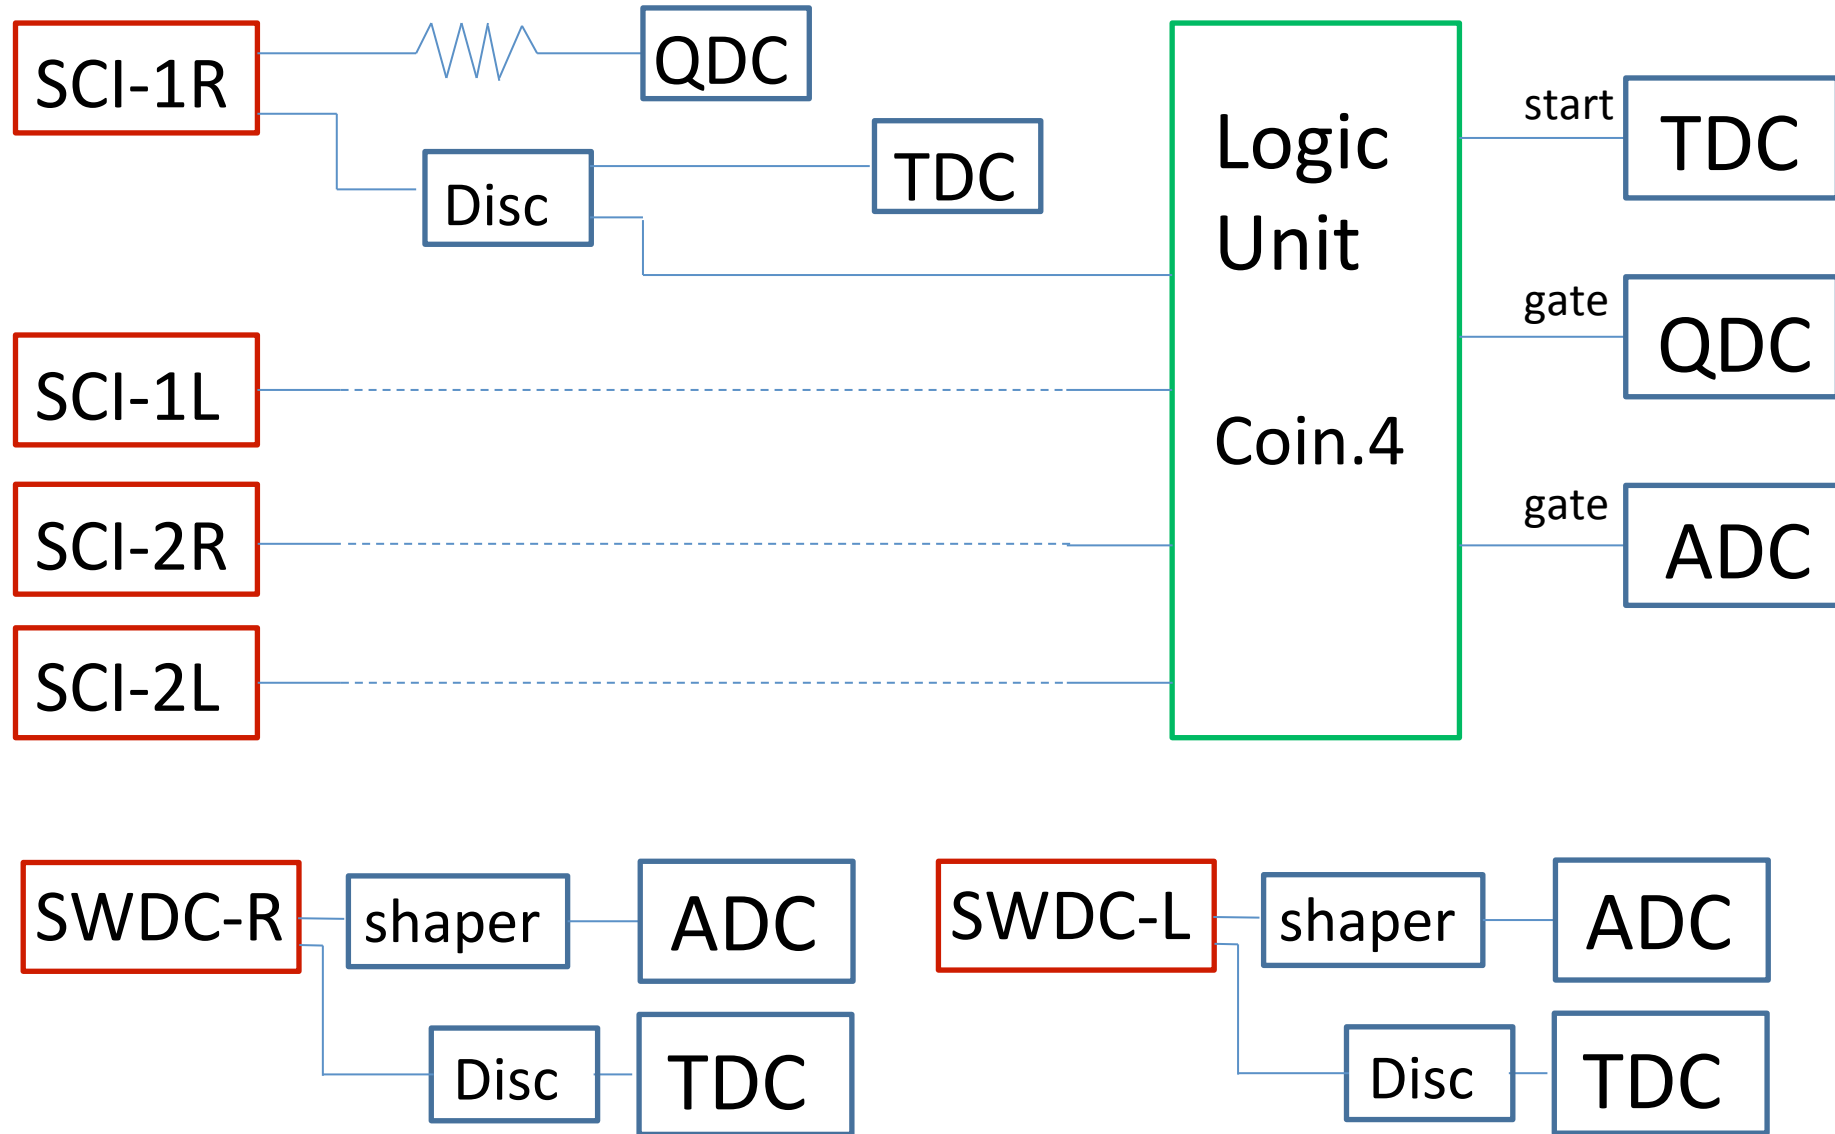 SCI-1R
QDC
Disc
TDC
SCI-1L
SCI-2R
SCI-2L
Logic
Unit
Coin.4
start
TDC
gate
QDC
gate
ADC
SWDC-R
shaper
ADC
Disc
TDC
SWDC-L
shaper
ADC
Disc
TDC